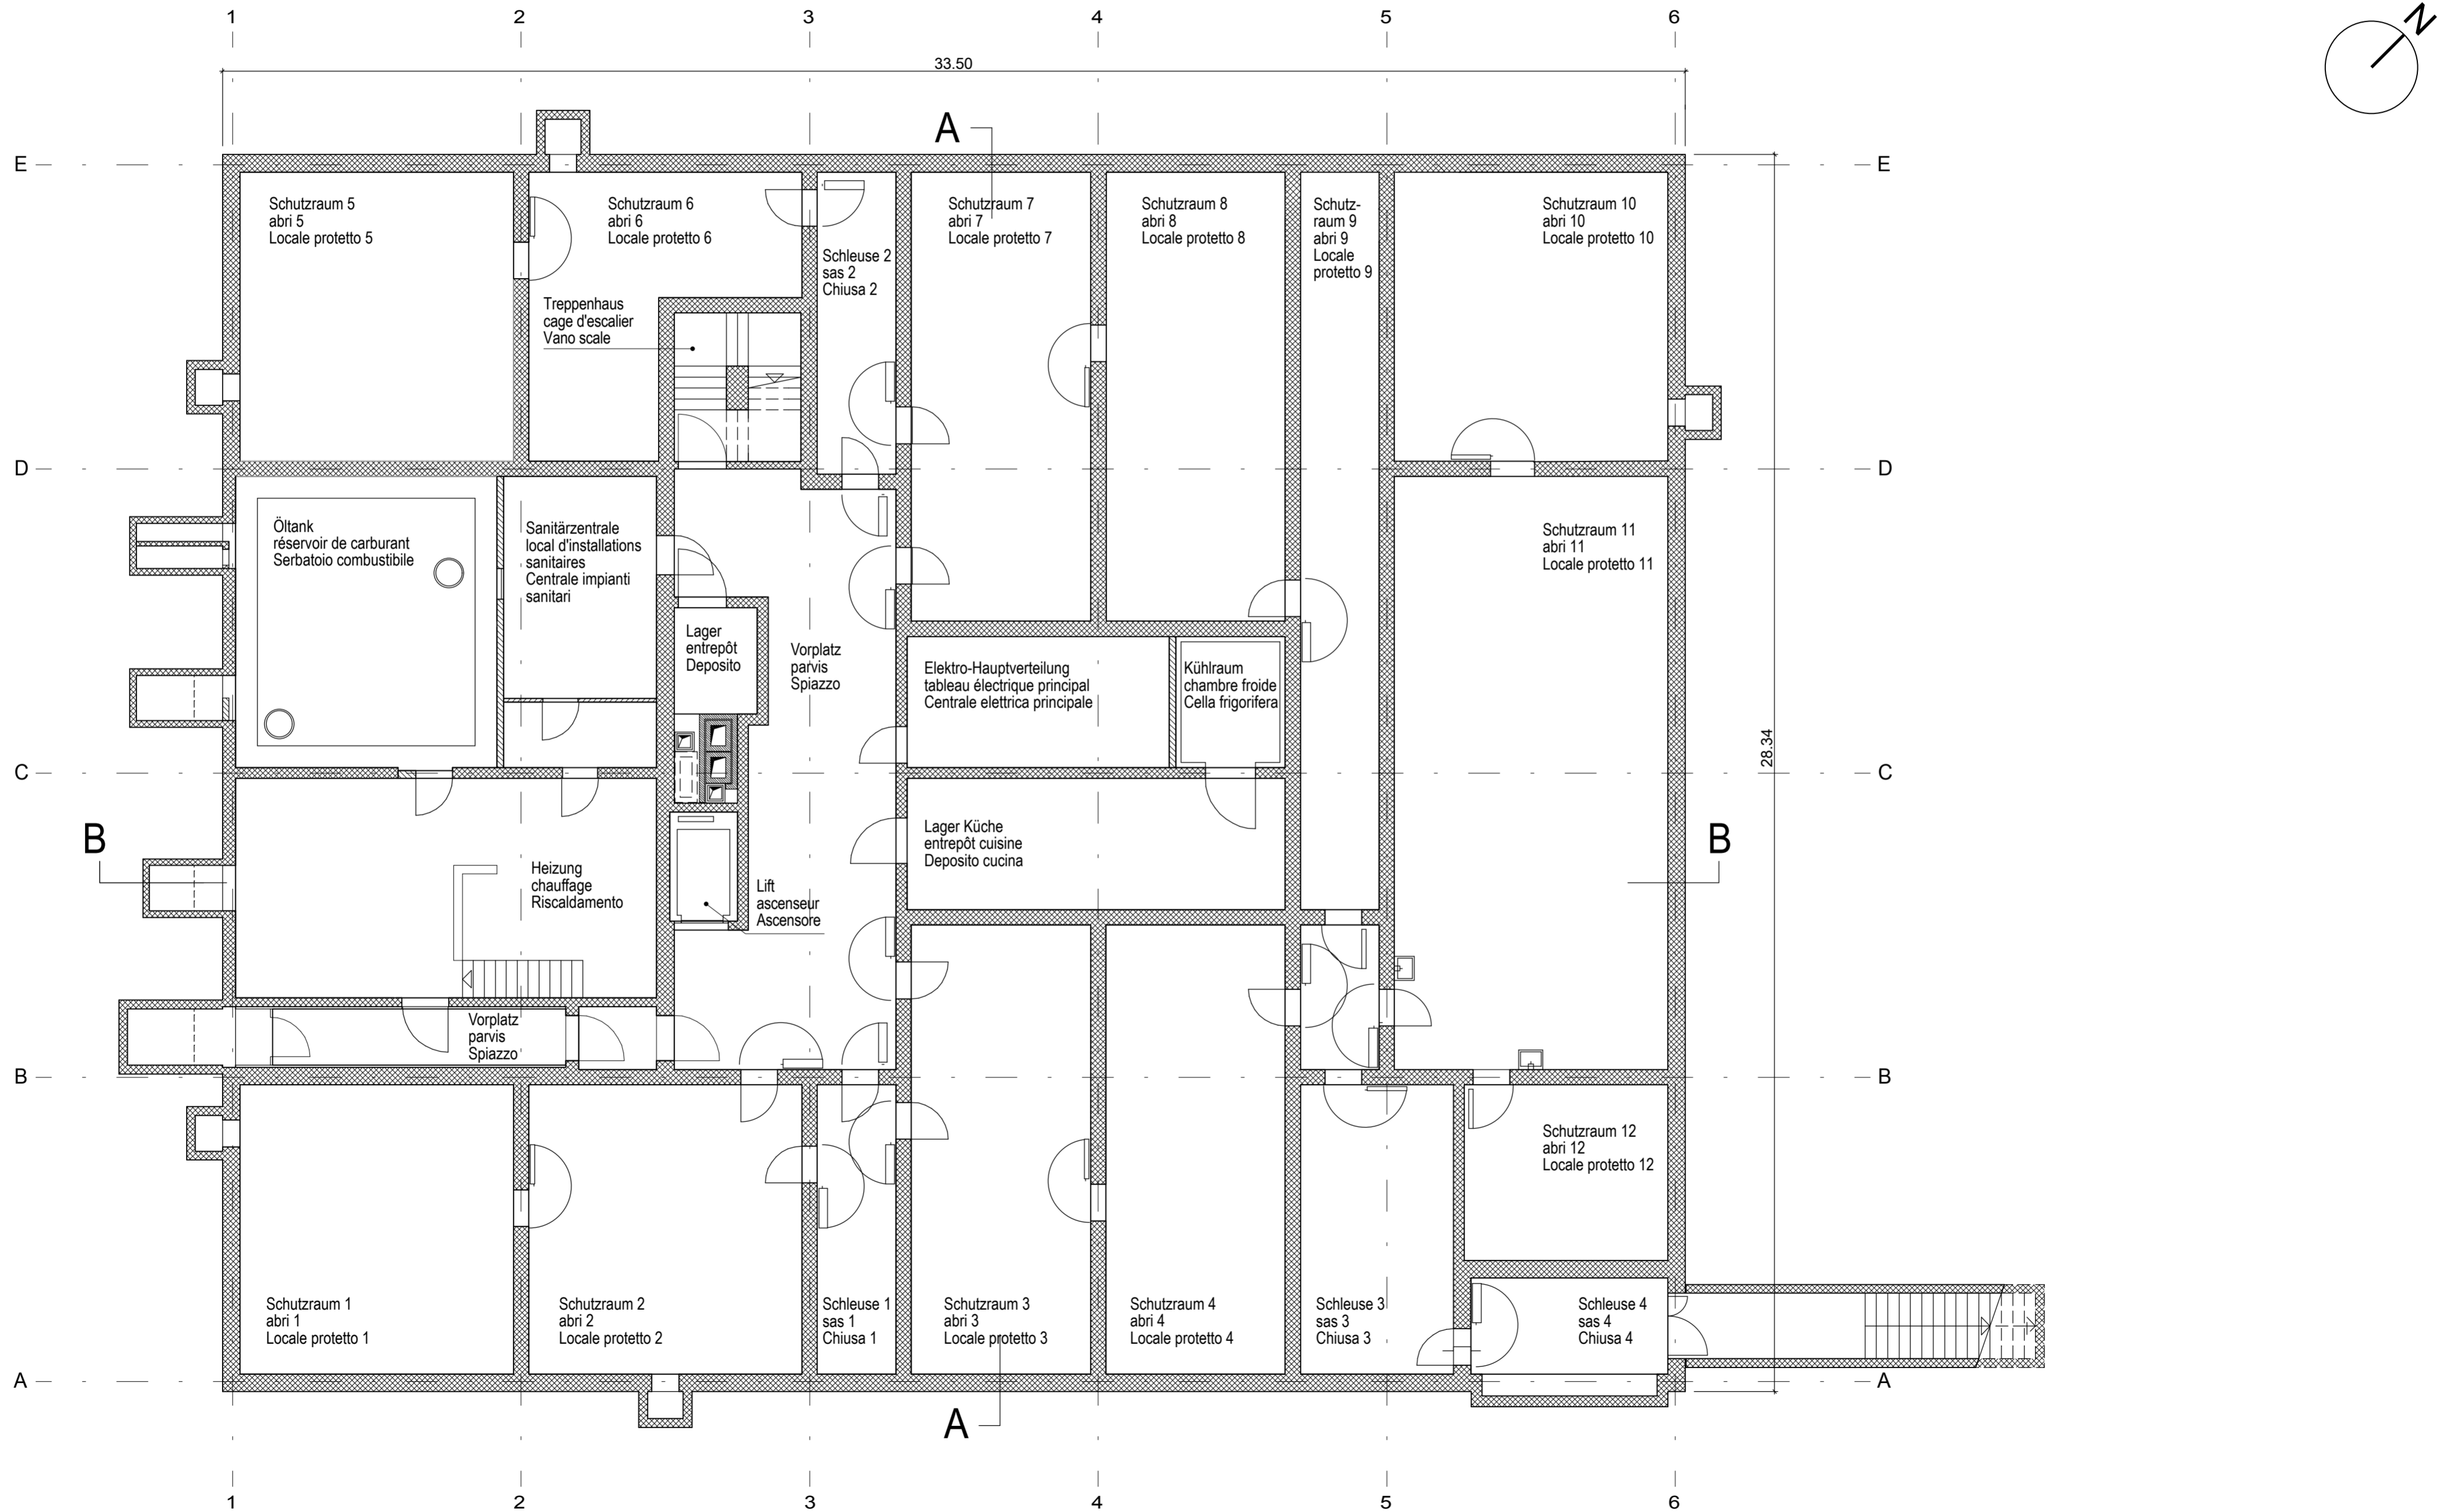 1 2 3 4 5 6
N
33.50
A
E E
Schutzraum 5
abri 5
Locale protetto 5
Schutzraum 6
abri 6
Locale protetto 6
Schutzraum 7
abri 7
Locale protetto 7
Schutzraum 8
abri 8
Locale protetto 8
Schutz-
raum 9
abri 9
Locale
protetto 9
Schutzraum 10
abri 10
Locale protetto 10
Schleuse 2
sas 2
Chiusa 2
Treppenhaus
cage d'escalier
Vano scale
D D
Öltank
réservoir de carburant
Serbatoio combustibile
Sanitärzentrale
local d'installations
sanitaires
Centrale impianti
sanitari
Schutzraum 11
abri 11
Locale protetto 11
Lager
entrepôt
Deposito
Vorplatz
parvis
Spiazzo
Elektro-Hauptverteilung
tableau électrique principal
Centrale elettrica principale
Kühlraum
chambre froide
Cella frigorifera
28.34
C C
B B
Lager Küche
entrepôt cuisine
Deposito cucina
Heizung
chauffage
Riscaldamento
Lift
ascenseur
Ascensore
Vorplatz
parvis
Spiazzo
B B
Schutzraum 12
abri 12
Locale protetto 12
Schutzraum 1
abri 1
Locale protetto 1
Schutzraum 2
abri 2
Locale protetto 2
Schleuse 1
sas 1
Chiusa 1
Schutzraum 3
abri 3
Locale protetto 3
Schutzraum 4
abri 4
Locale protetto 4
Schleuse 3
sas 3
Chiusa 3
Schleuse 4
sas 4
Chiusa 4
A A
A
1 2 3 4 5 6